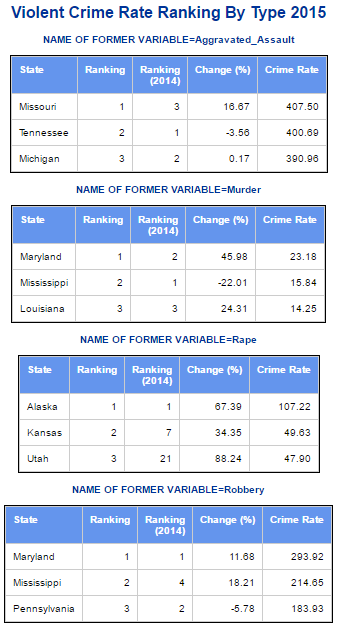 Violent Crime Rate Ranking By Type 2015
NAME OF FORMER VARIABLE=Aggravated_Assault
State Ranking Ranking (2014) Change (%) Crime Rate
Missouri 1 3 16.67 407.50
Tennessee 2 1 -3.56 400.69
Michigan 3 2 0.17 390.96
NAME OF FORMER VARIABLE=Murder
State Ranking Ranking (2014) Change (%) Crime Rate
Maryland 1 2 45.98 23.18
Mississippi 2 1 -22.01 15.84
Louisiana 3 3 24.31 14.25
NAME OF FORMER VARIABLE=Rape
State Ranking Ranking (2014) Change (%) Crime Rate
Alaska 1 1 67.39 107.22
Kansas 2 7 34.35 49.63
Utah 3 21 88.24 47.90
NAME OF FORMER VARIABLE=Robbery
State Ranking Ranking (2014) Change (%) Crime Rate
Maryland 1 1 11.68 293.92
Mississippi 2 4 18.21 214.65
Pennsylvania 3 2 -5.78 183.93